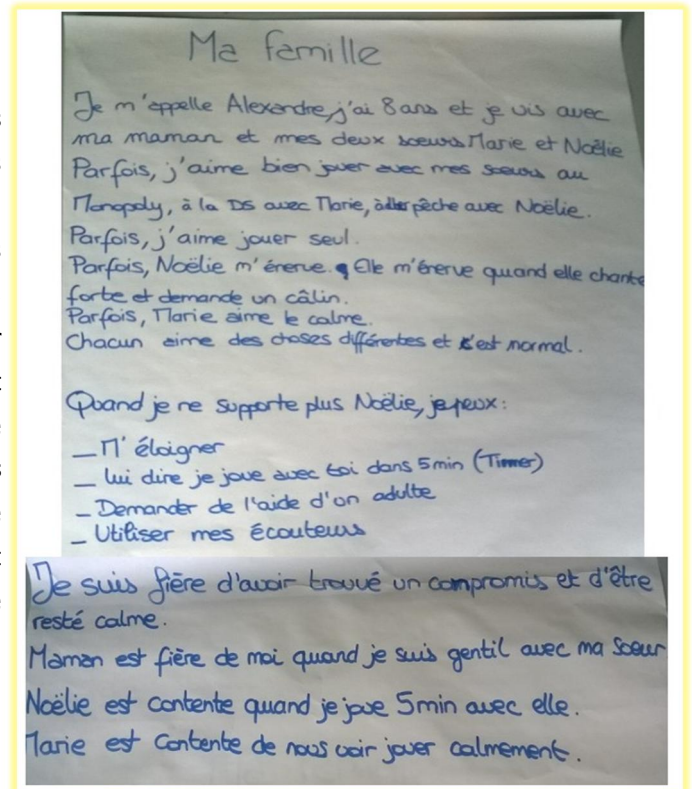 Ma famille
Je m'appelle Alexandre, j'ai 8 ans et je vis avec
ma maman et mes deux soeurs Marie et Noëlie
Parfois, j'aime bien jouer avec mes soeurs au
Monopoly, à la DS avec Marie, à la pêche avec Noëlie.
Parfois, j'aime jouer seul.
Parfois, Noëlie m'énerve. Elle m'énerve quand elle chante
forte et demande un câlin.
Parfois, Marie aime le calme.
Chacun aime des choses différentes et c'est normal.
Quand je ne supporte plus Noëlie, je peux:
_ M'éloigner
_ lui dire je joue avec toi dans 5 min (Timer)
_ Demander de l'aide d'un adulte
_ Utiliser mes écouteurs
Je suis fière d'avoir trouvé un compromis et d'être
resté calme.
Maman est fière de moi quand je suis gentil avec ma soeur
Noëlie est contente quand je joue 5min avec elle.
Marie est contente de nous voir jouer calmement.